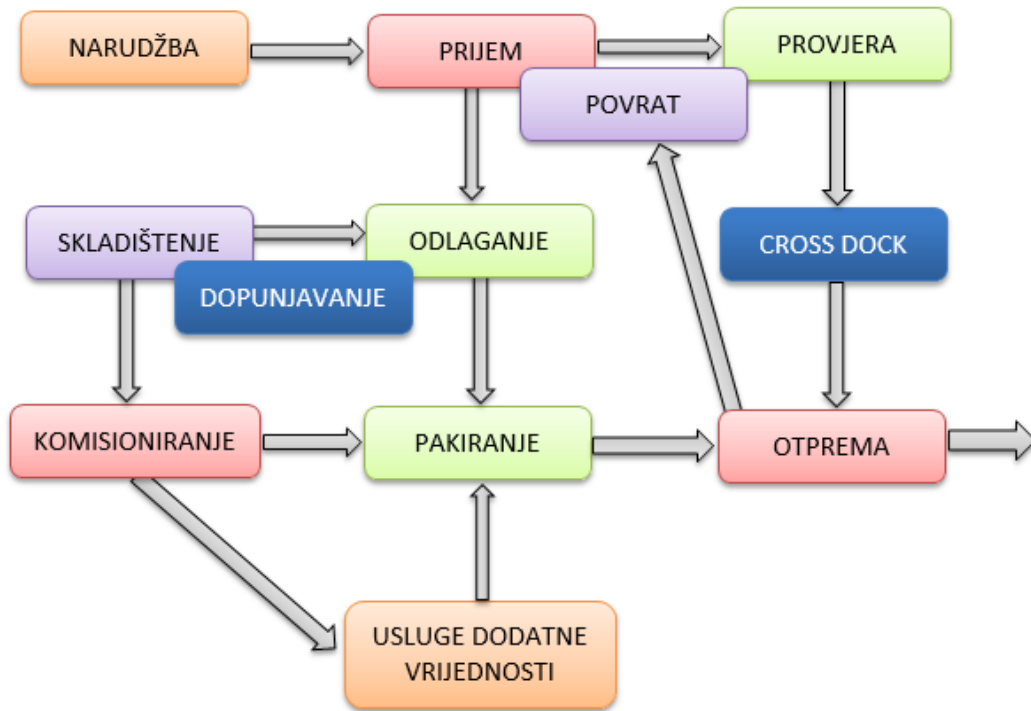 NARUDŽBA
PRIJEM
PROVJERA
POVRAT
SKLADIŠTENJE
ODLAGANJE
CROSS DOCK
DOPUNJAVANJE
KOMISIONIRANJE
PAKIRANJE
OTPREMA
USLUGE DODATNE
VRIJEDNOSTI